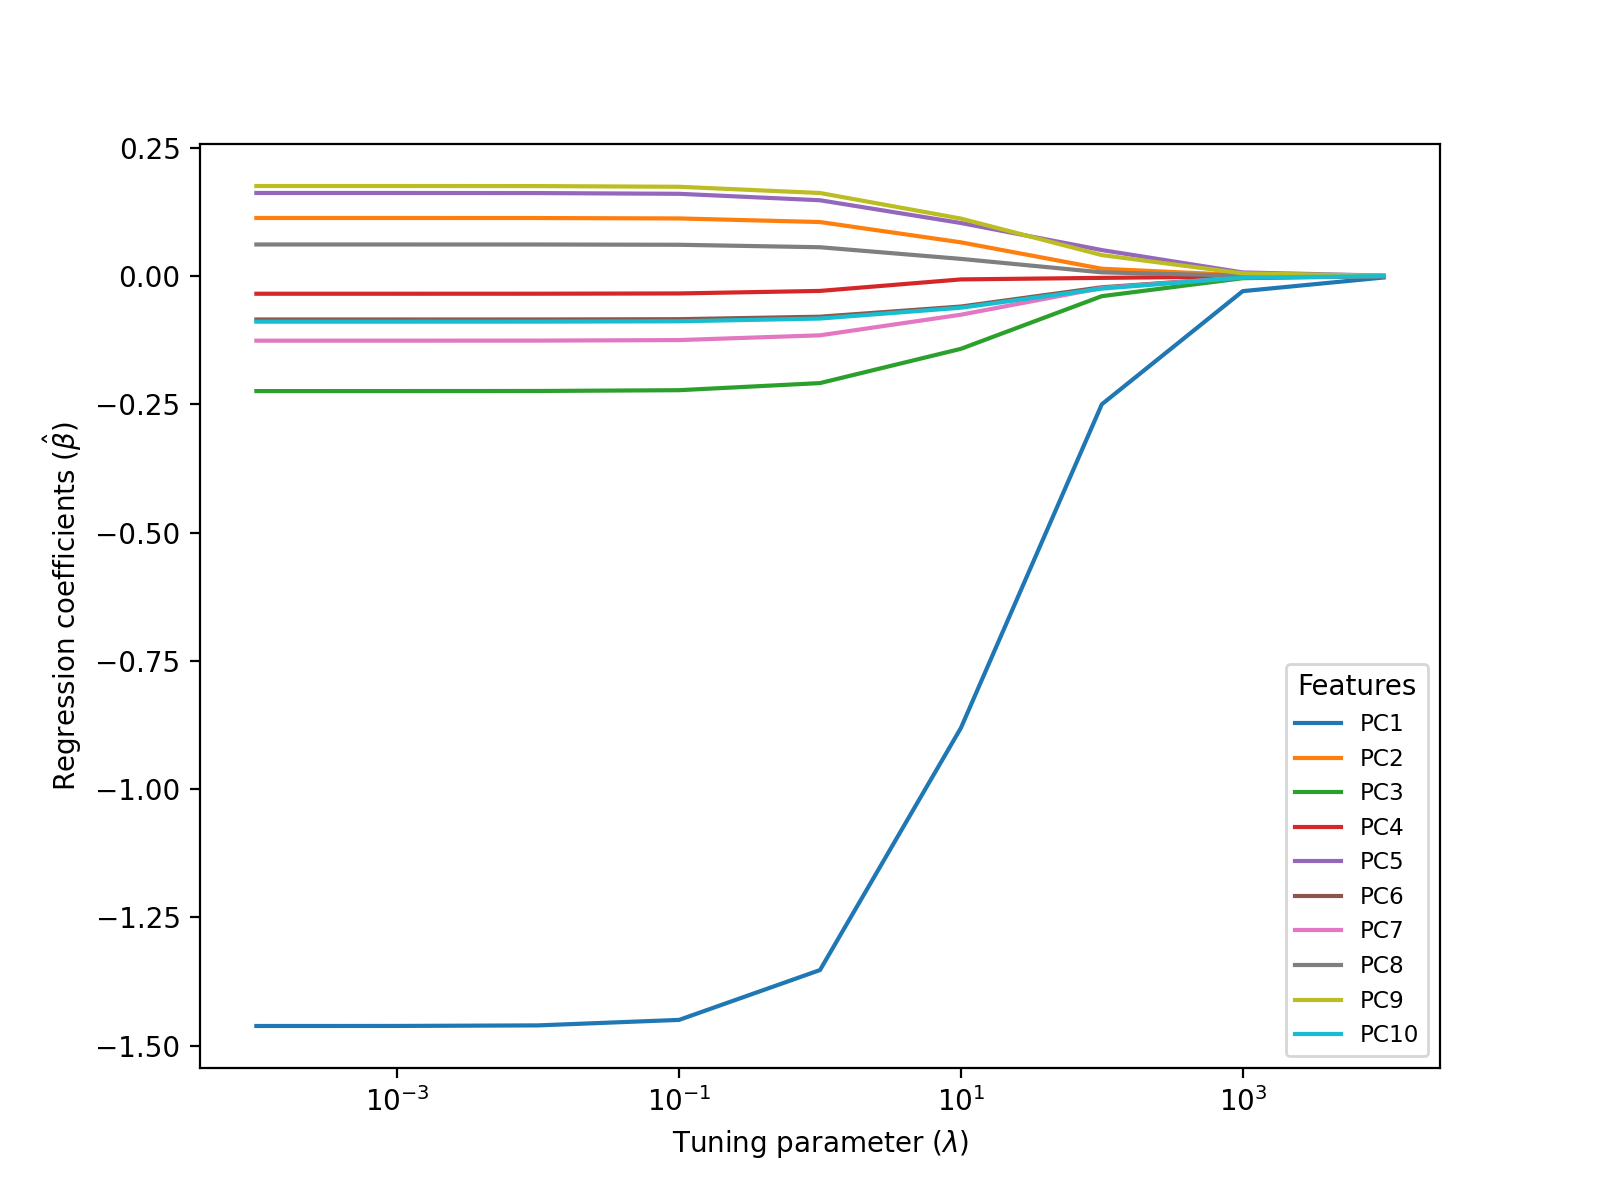 0.25
0.00
−0.25
−0.50
−0.75
−1.00
−1.25
−1.50
Regression coefficients (β̂)
10⁻³ 10⁻¹ 10¹ 10³
Tuning parameter (λ)
Features
PC1
PC2
PC3
PC4
PC5
PC6
PC7
PC8
PC9
PC10